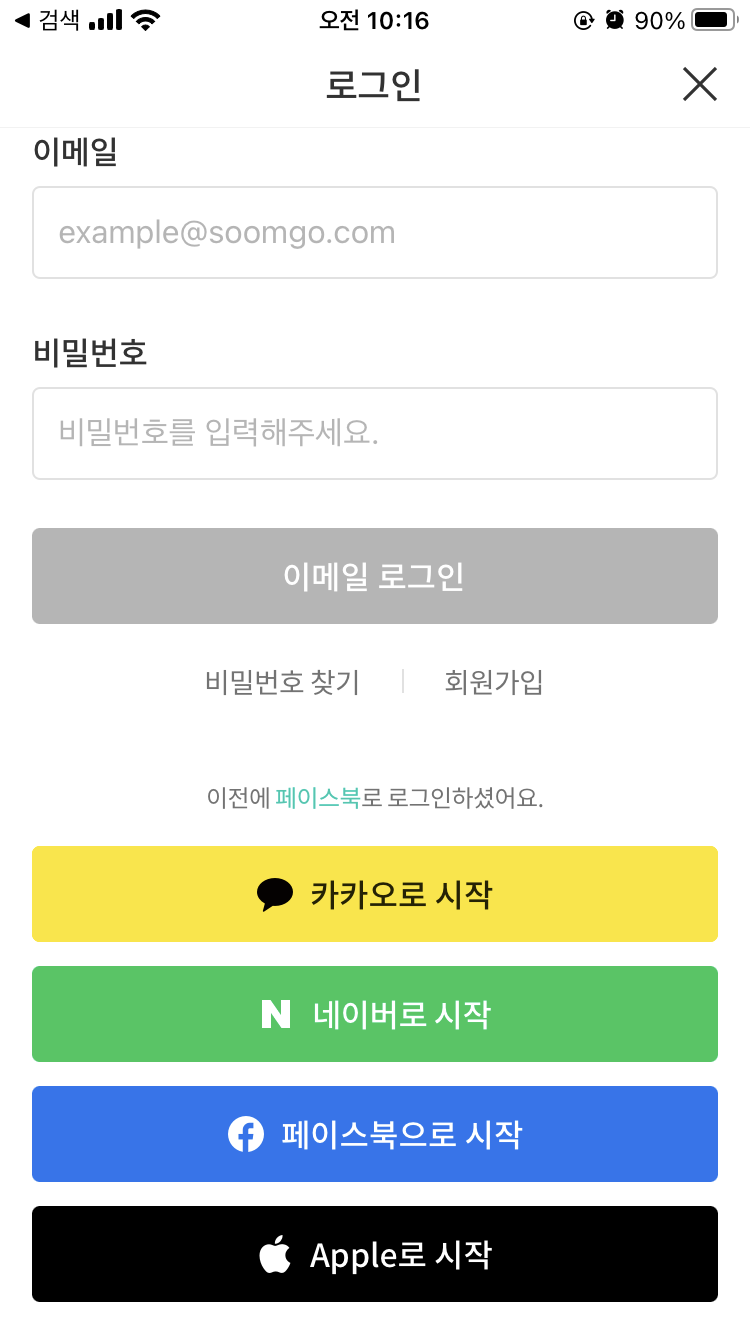 검색 오전 10:16 90%
로그인
이메일
example@soomgo.com
비밀번호
비밀번호를 입력해주세요.
이메일 로그인
비밀번호 찾기 회원가입
이전에 페이스북로 로그인하셨어요.
카카오로 시작
네이버로 시작
페이스북으로 시작
Apple로 시작